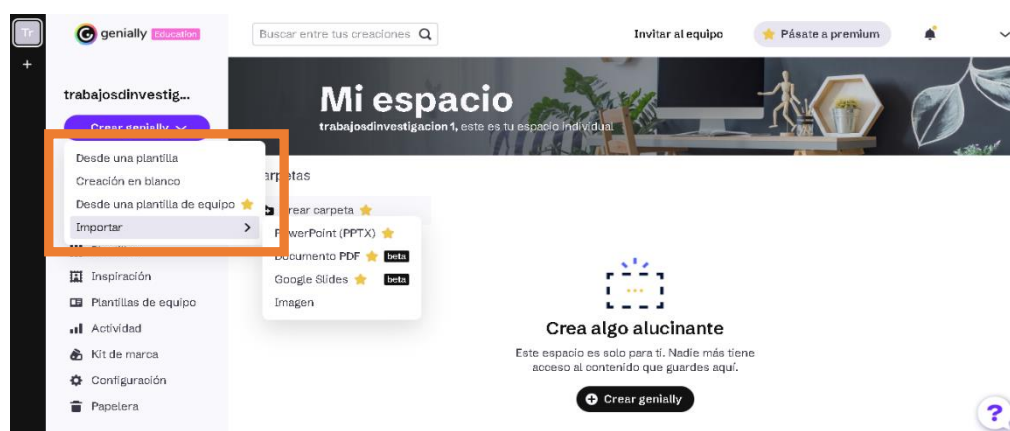 Tr
genially Education
Buscar entre tus creaciones
Invitar al equipo
Pásate a premium
+
trabajosdinvestig...
Crear genially
Desde una plantilla
Creación en blanco
Desde una plantilla de equipo
Importar
Inspiración
Plantillas de equipo
Actividad
Kit de marca
Configuración
Papelera
Mi espacio
trabajosdinvestigacion 1, este es tu espacio individual
arpetas
rear carpeta
PowerPoint (PPTX)
Documento PDF beta
Google Slides beta
Imagen
Crea algo alucinante
Este espacio es solo para ti. Nadie más tiene
acceso al contenido que guardes aquí.
Crear genially
?